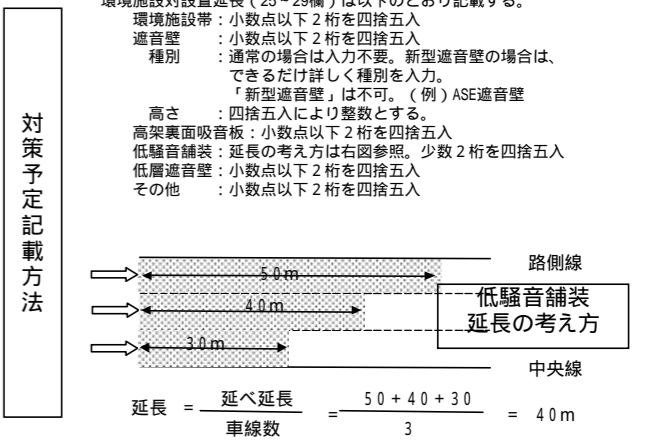 対策予定記載方法
環境施設対設置延長(25~29欄)は以下のとおり記載する。
環境施設帯:小数点以下2桁を四捨五入
遮音壁 :小数点以下2桁を四捨五入
種別 :通常の場合は入力不要。新型遮音壁の場合は、
できるだけ詳しく種別を入力。
「新型遮音壁」は不可。(例)ASE遮音壁
高さ :四捨五入により整数とする。
高架裏面吸音板:小数点以下2桁を四捨五入
低騒音舗装:延長の考え方は右図参照。少数2桁を四捨五入
低層遮音壁:小数点以下2桁を四捨五入
その他 :小数点以下2桁を四捨五入
路側線
50m
低騒音舗装
延長の考え方
40m
30m
中央線
延長 = 延べ延長 / 車線数 = 50+40+30 / 3 = 40m